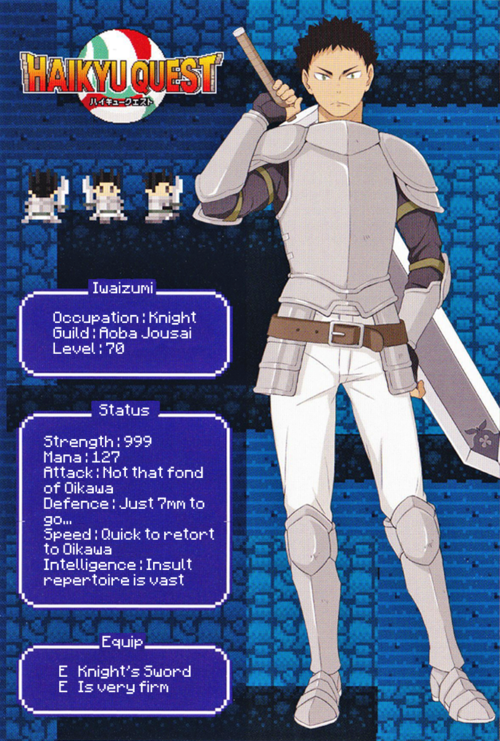 HAIKYU QUEST
ハイキュークエスト
Iwaizumi
Occupation:Knight
Guild:Aoba Jousai
Level:70
Status
Strength:999
Mana:127
Attack:Not that fond
of Oikawa
Defence:Just 7mm to
go...
Speed:Quick to retort
to Oikawa
Intelligence:Insult
repertoire is vast
Equip
E Knight's Sword
E Is very firm